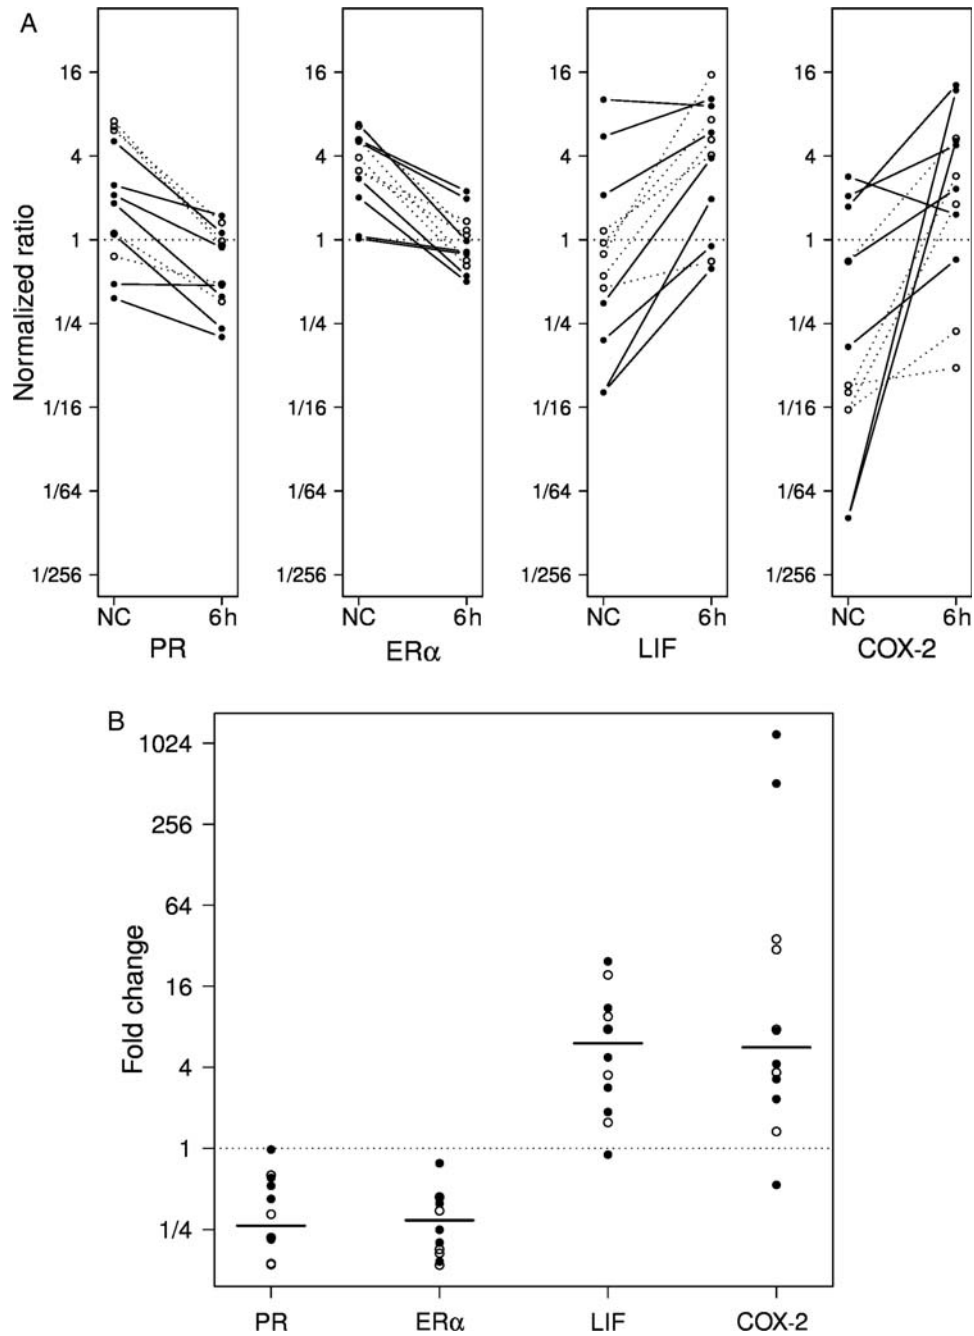 A
Normalized ratio
16
4
1
1/4
1/16
1/64
1/256
NC 6h
PR
16
4
1
1/4
1/16
1/64
1/256
NC 6h
ERα
16
4
1
1/4
1/16
1/64
1/256
NC 6h
LIF
16
4
1
1/4
1/16
1/64
1/256
NC 6h
COX-2
B
Fold change
1024
256
64
16
4
1
1/4
PR ERα LIF COX-2